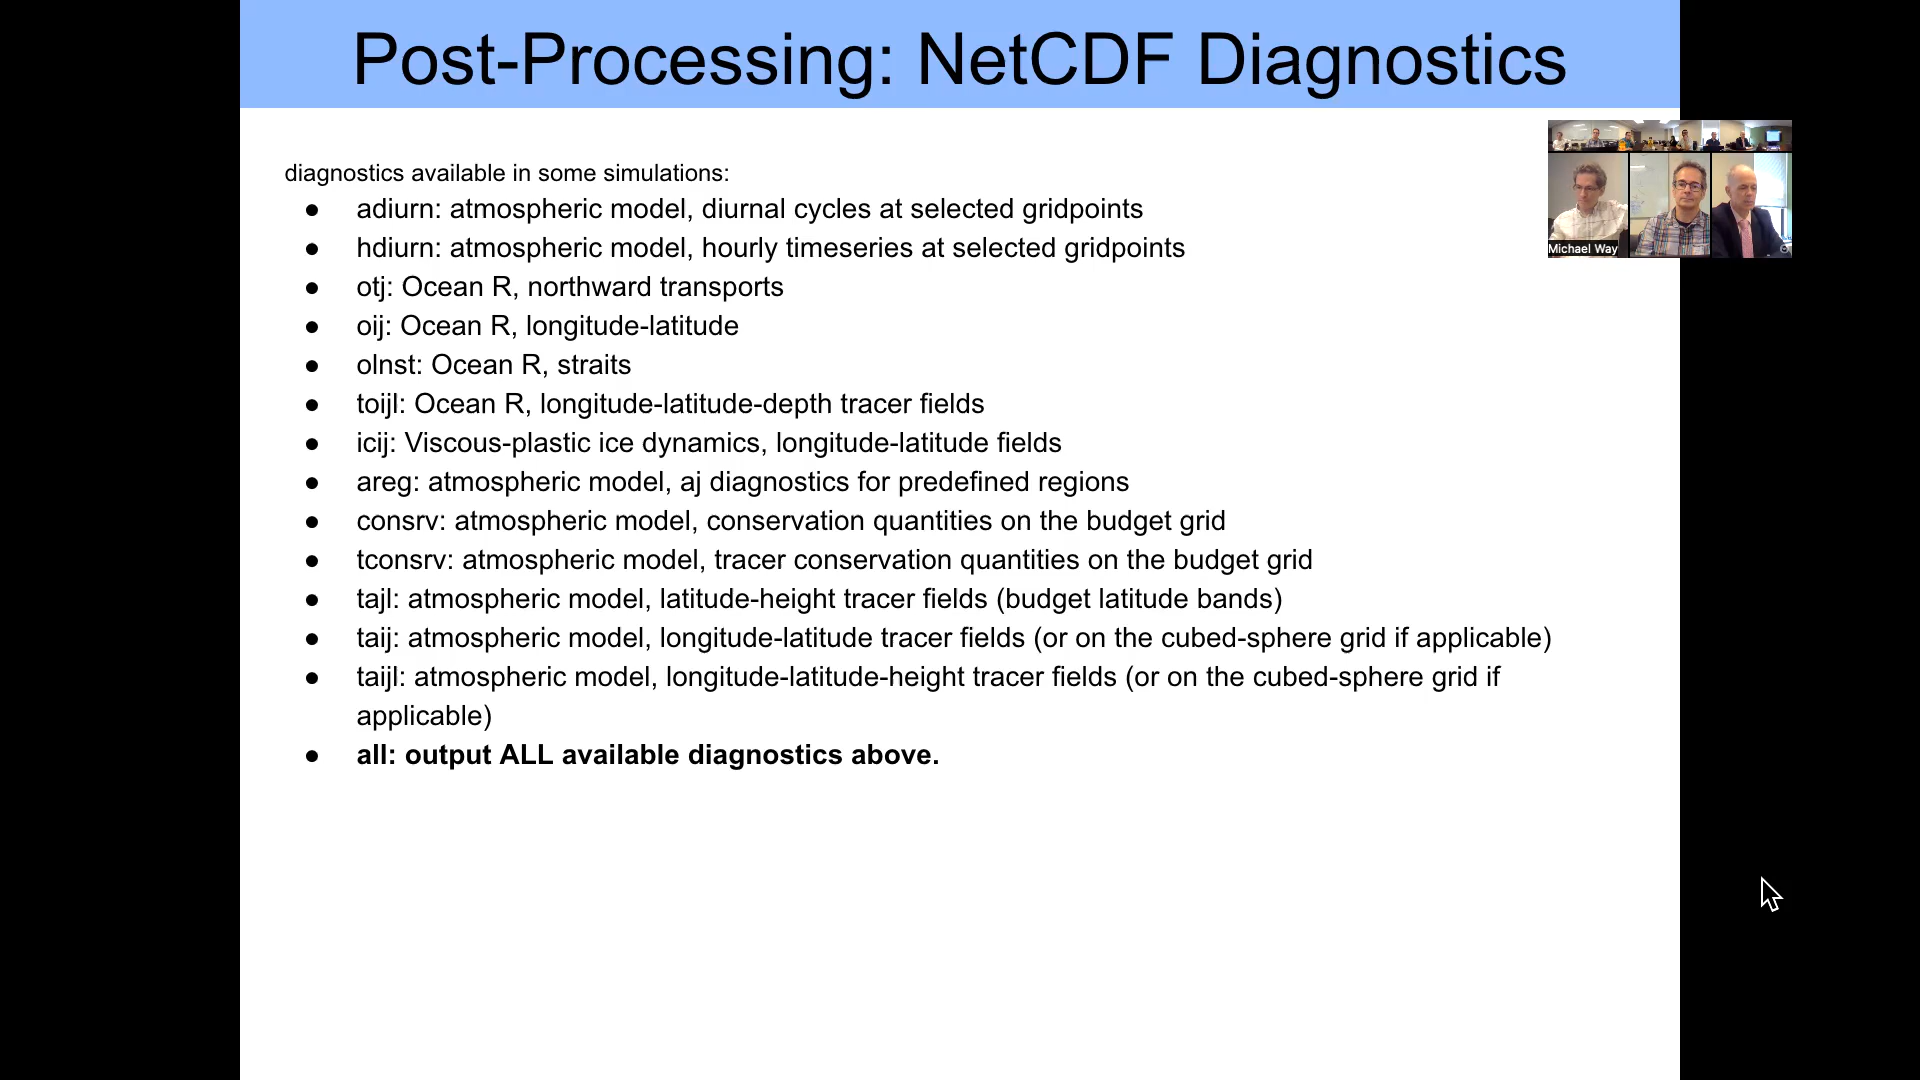 Post-Processing: NetCDF Diagnostics
diagnostics available in some simulations:
● adiurn: atmospheric model, diurnal cycles at selected gridpoints
● hdiurn: atmospheric model, hourly timeseries at selected gridpoints
● otj: Ocean R, northward transports
● oij: Ocean R, longitude-latitude
● olnst: Ocean R, straits
● toijl: Ocean R, longitude-latitude-depth tracer fields
● icij: Viscous-plastic ice dynamics, longitude-latitude fields
● areg: atmospheric model, aj diagnostics for predefined regions
● consrv: atmospheric model, conservation quantities on the budget grid
● tconsrv: atmospheric model, tracer conservation quantities on the budget grid
● tajl: atmospheric model, latitude-height tracer fields (budget latitude bands)
● taij: atmospheric model, longitude-latitude tracer fields (or on the cubed-sphere grid if applicable)
● taijl: atmospheric model, longitude-latitude-height tracer fields (or on the cubed-sphere grid if
applicable)
● all: output ALL available diagnostics above.
Michael Way